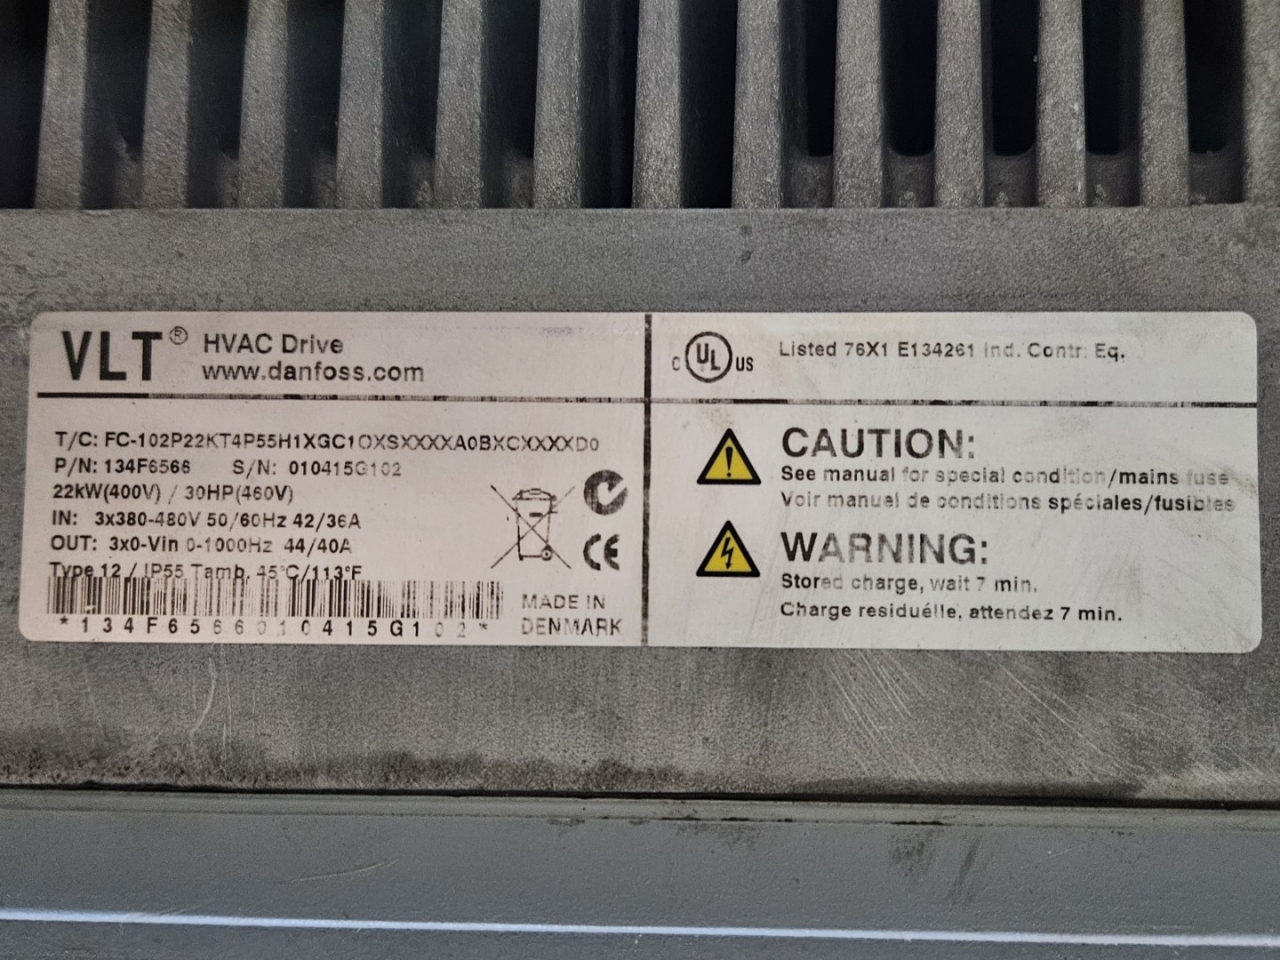 VLT® HVAC Drive
www.danfoss.com
T/C: FC-102P22KT4P55H1XGC1OXSXXXXA0BXCXXXXD0
P/N: 134F6566 S/N: 010415G102
22kW(400V) / 30HP(460V)
IN: 3x380-480V 50/60Hz 42/36A
OUT: 3x0-Vin 0-1000Hz 44/40A
Type 12 / IP55 Tamb. 45°C/113°F
*134F6566010415G102*
MADE IN
DENMARK
CE
c UL US Listed 76X1 E134261 Ind. Contr. Eq.
CAUTION:
See manual for special condition/mains fuse
Voir manuel de conditions spéciales/fusibles
WARNING:
Stored charge, wait 7 min.
Charge residuélle, attendez 7 min.